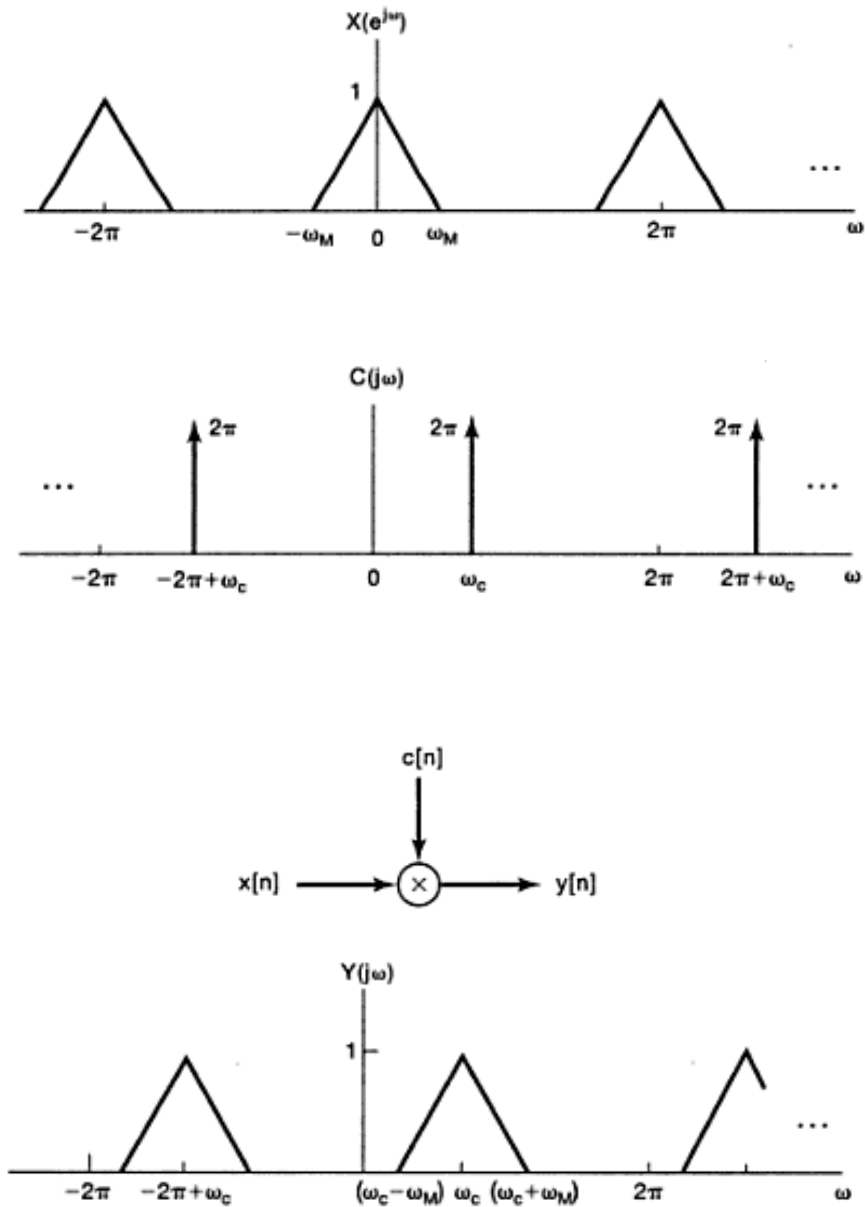 X(e^{jω})
1
...
-2π -ω_M 0 ω_M 2π ω
C(jω)
2π 2π 2π
... ...
-2π -2π+ω_c 0 ω_c 2π 2π+ω_c ω
c[n]
x[n] × y[n]
Y(jω)
1
...
-2π -2π+ω_c (ω_c-ω_M) ω_c (ω_c+ω_M) 2π ω